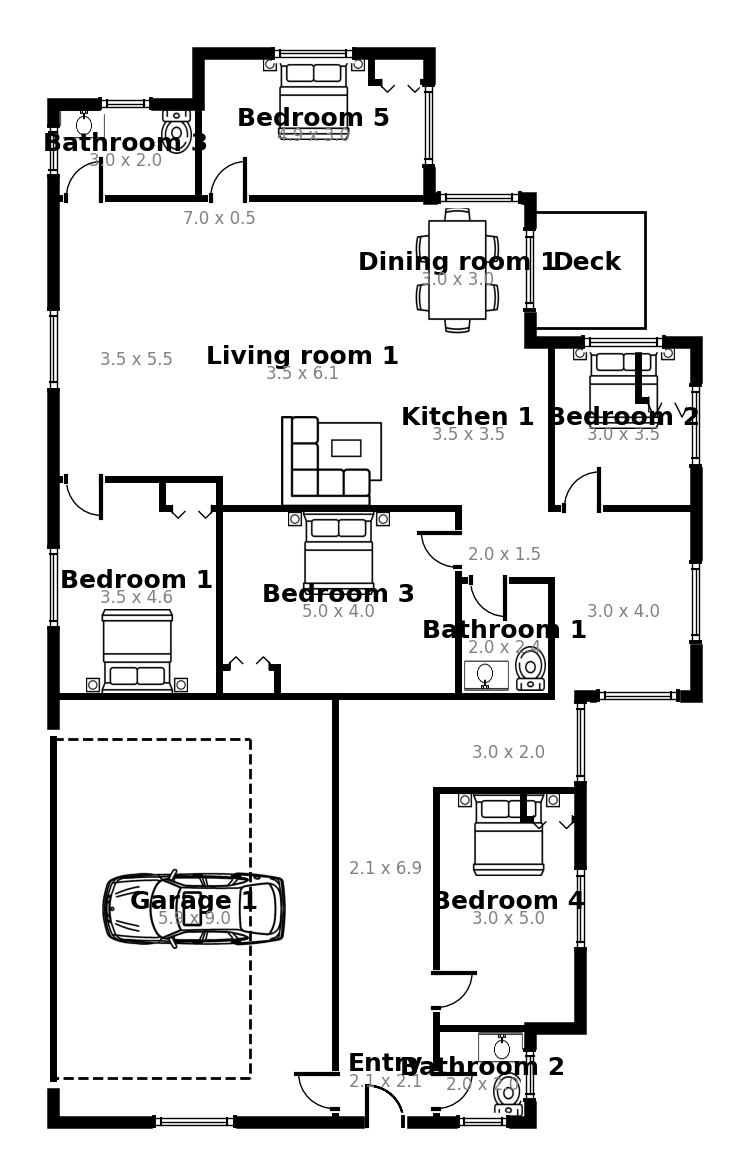 Bedroom 5
4.9 x 3.0
Bathroom 3
3.0 x 2.0
7.0 x 0.5
Dining room 1
3.0 x 3.0
Deck
Living room 1
3.5 x 6.1
3.5 x 5.5
Kitchen 1
3.5 x 3.5
Bedroom 2
3.0 x 3.5
2.0 x 1.5
Bedroom 1
3.5 x 4.6
Bedroom 3
5.0 x 4.0
3.0 x 4.0
Bathroom 1
2.0 x 2.4
3.0 x 2.0
2.1 x 6.9
Garage 1
5.9 x 9.0
Bedroom 4
3.0 x 5.0
Entry
2.1 x 2.1
Bathroom 2
2.0 x 2.0